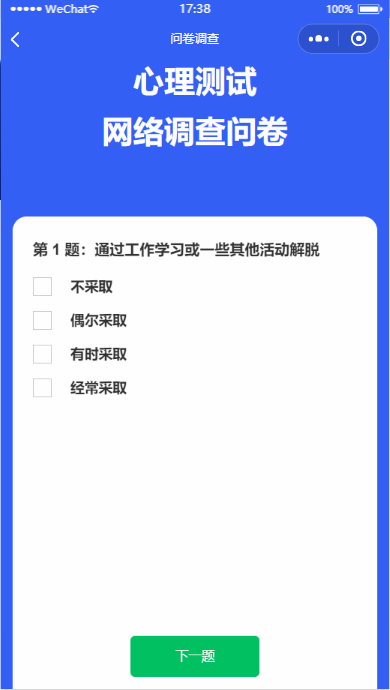 WeChat 17:38 100%
问卷调查
心理测试
网络调查问卷
第 1 题：通过工作学习或一些其他活动解脱
不采取
偶尔采取
有时采取
经常采取
下一题